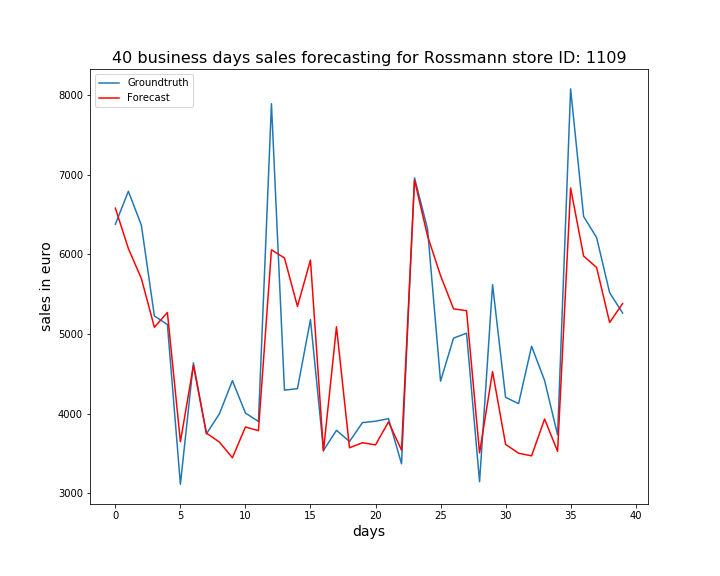 40 business days sales forecasting for Rossmann store ID: 1109
Groundtruth
Forecast
sales in euro
8000
7000
6000
5000
4000
3000
0 5 10 15 20 25 30 35 40
days